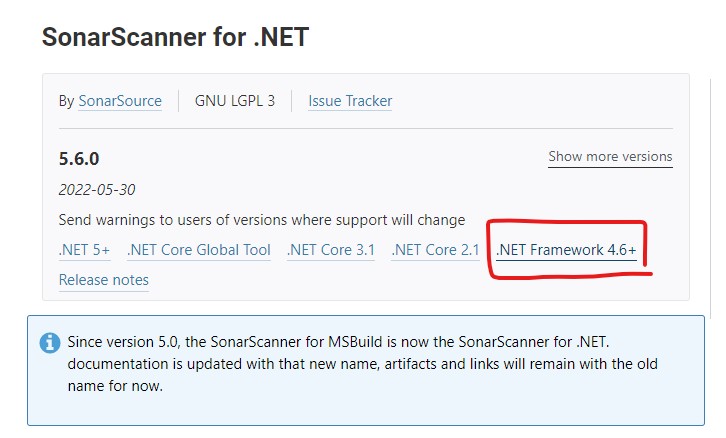 SonarScanner for .NET
By SonarSource GNU LGPL 3 Issue Tracker
5.6.0 Show more versions
2022-05-30
Send warnings to users of versions where support will change
.NET 5+ .NET Core Global Tool .NET Core 3.1 .NET Core 2.1 .NET Framework 4.6+
Release notes
Since version 5.0, the SonarScanner for MSBuild is now the SonarScanner for .NET.
documentation is updated with that new name, artifacts and links will remain with the old
name for now.